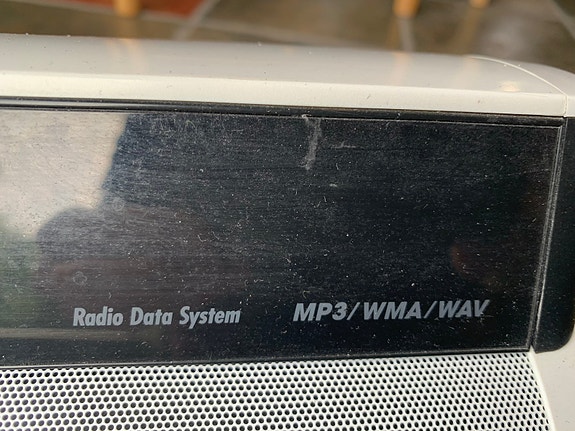 Radio Data System MP3/WMA/WAV